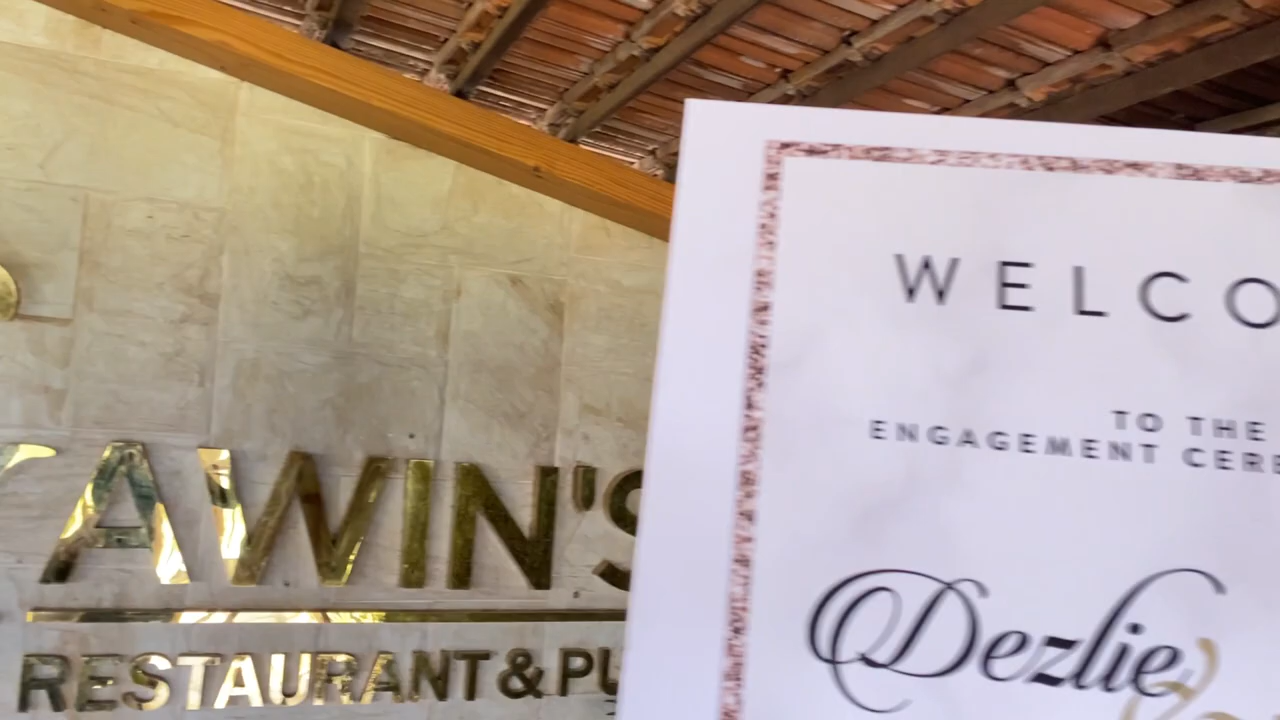 AWIN'S
RESTAURANT & PU
WELCO
TO THE
ENGAGEMENT CERE
Dezlie